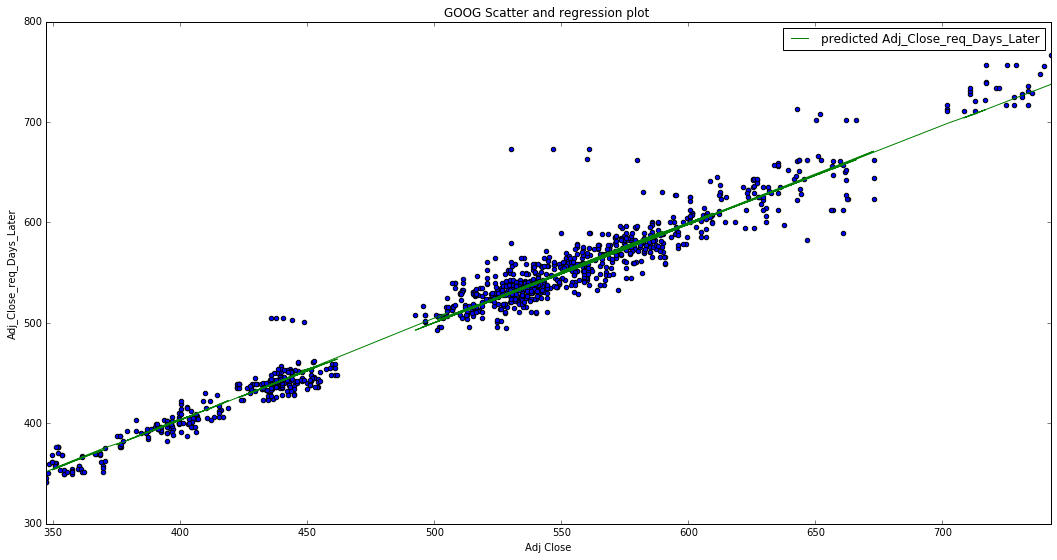 GOOG Scatter and regression plot
predicted Adj_Close_req_Days_Later
800
700
600
500
400
300
Adj_Close_req_Days_Later
350 400 450 500 550 600 650 700
Adj Close